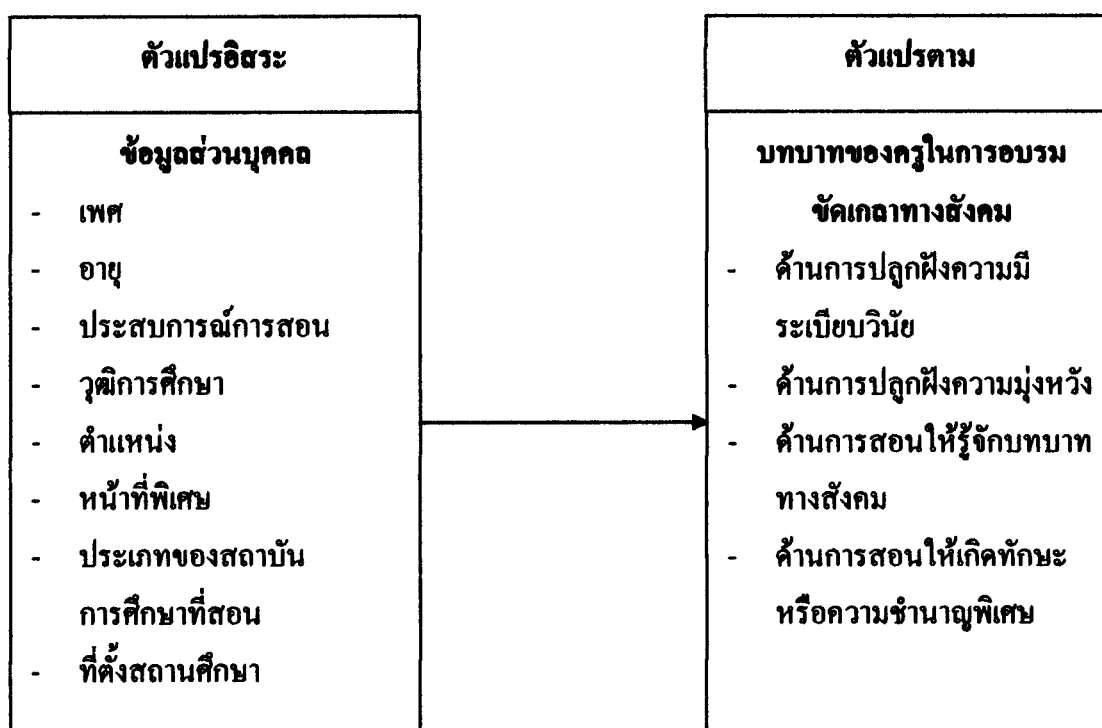 ตัวแปรอิสระ
ข้อมูลส่วนบุคคล
- เพศ
- อายุ
- ประสบการณ์การสอน
- วุฒิการศึกษา
- ตำแหน่ง
- หน้าที่พิเศษ
- ประเภทของสถาบัน
การศึกษาที่สอน
- ที่ตั้งสถานศึกษา
ตัวแปรตาม
บทบาทของครูในการอบรม
ขัดเกลาทางสังคม
- ด้านการปลูกฝังความมี
ระเบียบวินัย
- ด้านการปลูกฝังความมุ่งหวัง
- ด้านการสอนให้รู้จักบทบาท
ทางสังคม
- ด้านการสอนให้เกิดทักษะ
หรือความชำนาญพิเศษ